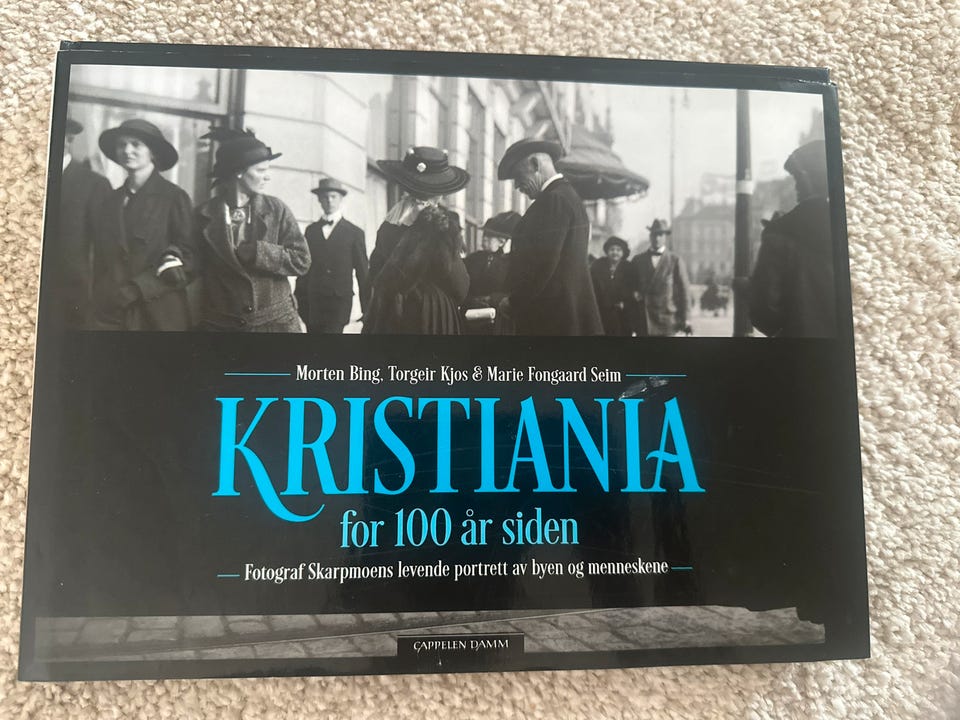 Morten Bing, Torgeir Kjos & Marie Fongaard Seim
KRISTIANIA
for 100 år siden
Fotograf Skarpmoens levende portrett av byen og menneskene
CAPPELEN DAMM